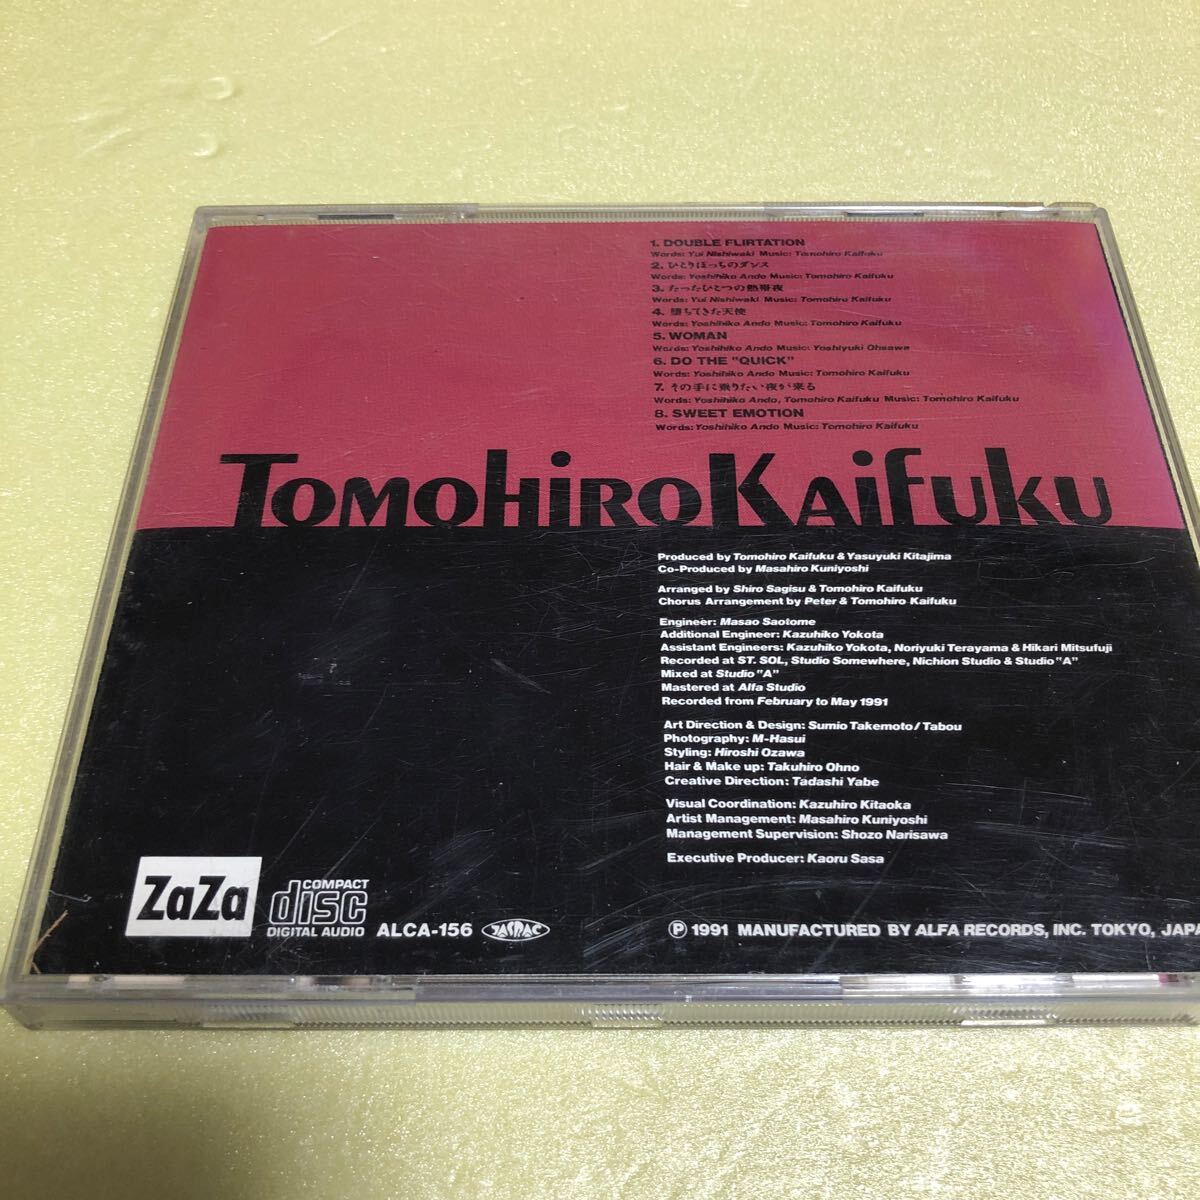 1. DOUBLE FLIRTATION
Words: Yui Nishiwaki Music: Tomohiro Kaifuku
2. ひとりぼっちのダンス
Words: Yoshihiko Ando Music: Tomohiro Kaifuku
3. たったひとつの熱帯夜
Words: Yui Nishiwaki Music: Tomohiro Kaifuku
4. 堕ちてきた天使
Words: Yoshihiko Ando Music: Tomohiro Kaifuku
5. WOMAN
Words: Yoshihiko Ando Music: Yoshiyuki Ohsawa
6. DO THE "QUICK"
Words: Yoshihiko Ando Music: Tomohiro Kaifuku
7. その手に乗りたい夜が来る
Words: Yoshihiko Ando, Tomohiro Kaifuku Music: Tomohiro Kaifuku
8. SWEET EMOTION
Words: Yoshihiko Ando Music: Tomohiro Kaifuku
TOMOHIRO KAIFUKU
Produced by Tomohiro Kaifuku & Yasuyuki Kitajima
Co-Produced by Masahiro Kuniyoshi
Arranged by Shiro Sagisu & Tomohiro Kaifuku
Chorus Arrangement by Peter & Tomohiro Kaifuku
Engineer: Masao Saotome
Additional Engineer: Kazuhiko Yokota
Assistant Engineers: Kazuhiko Yokota, Noriyuki Terayama & Hikari Mitsufuji
Recorded at ST. SOL, Studio Somewhere, Nichion Studio & Studio "A"
Mixed at Studio "A"
Mastered at Alfa Studio
Recorded from February to May 1991
Art Direction & Design: Sumio Takemoto/Tabou
Photography: M-Hasui
Styling: Hiroshi Ozawa
Hair & Make up: Takuhiro Ohno
Creative Direction: Tadashi Yabe
Visual Coordination: Kazuhiro Kitaoka
Artist Management: Masahiro Kuniyoshi
Management Supervision: Shozo Narisawa
Executive Producer: Kaoru Sasa
ZaZa
COMPACT
disc
DIGITAL AUDIO
ALCA-156
JASRAC
Ⓟ 1991 MANUFACTURED BY ALFA RECORDS, INC. TOKYO, JAPA